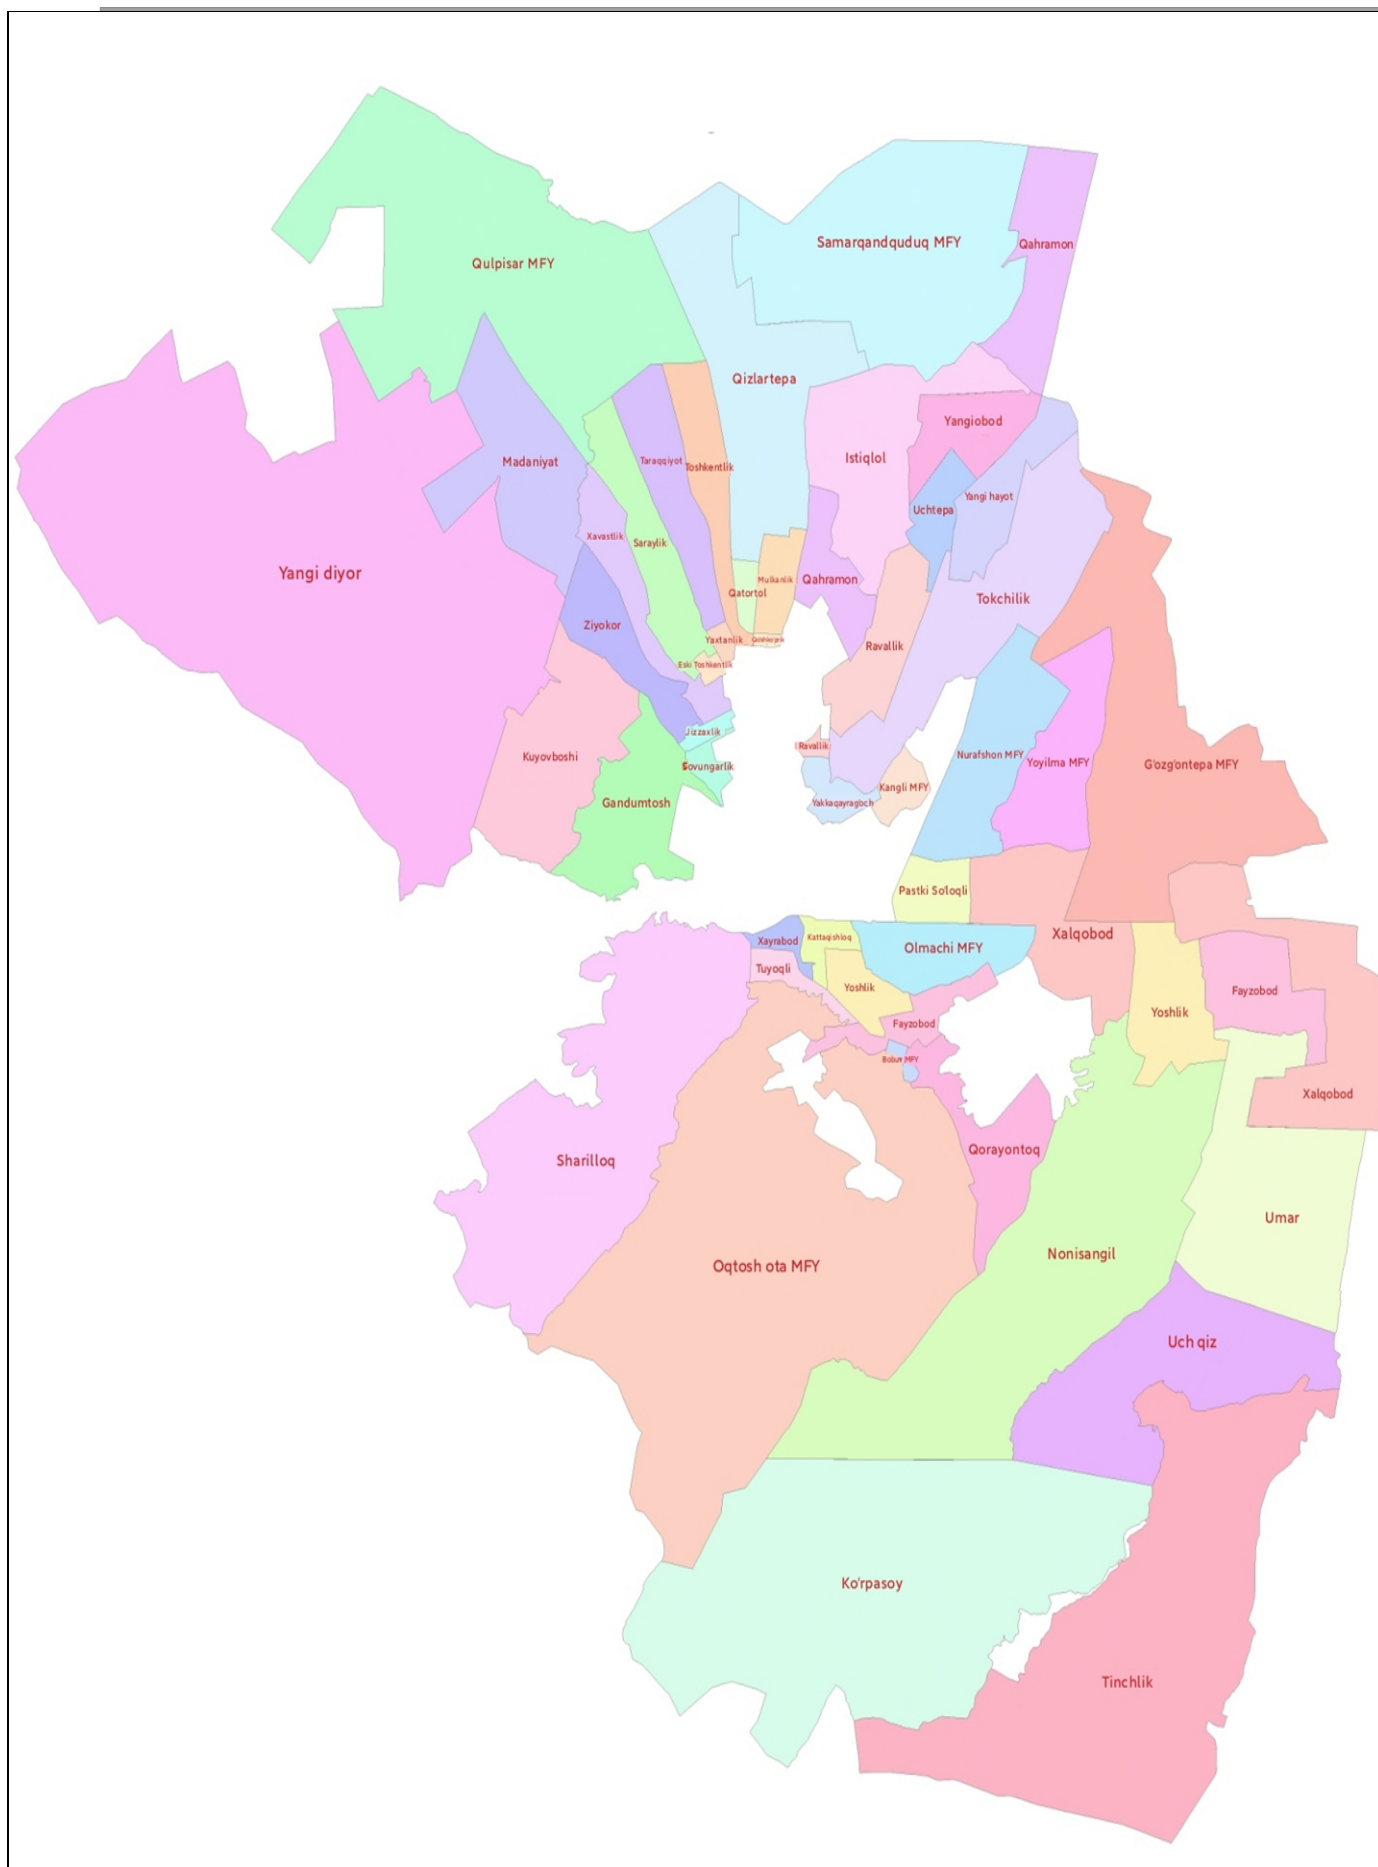 Samarqandquduq MFY
Qahramon
Qulpisar MFY
Qizlartepa
Yangiobod
Istiqlol
Madaniyat
Taraqqiyot
Toshkentlik
Yangi hayot
Uchtepa
Xavastlik
Saraylik
Yangi diyor
Mulkanlik
Qahramon
Qatortol
Tokchilik
Ziyokor
Yaxtanlik
Ravallik
Eski Toshkentlik
Jizzaxlik
Ravallik
Kuyovboshi
Nurafshon MFY
Yoyilma MFY
G'ozg'ontepa MFY
Sovungarlik
Kangli MFY
Gandumtosh
Yakkaqayragʻoch
Pastki So'loqli
Xalqobod
Xayrabod
Kattaqishloq
Olmachi MFY
Tuyoqli
Yoshlik
Fayzobod
Yoshlik
Fayzobod
Bobur MFY
Xalqobod
Qorayontoq
Sharilloq
Umar
Nonisangil
Oqtosh ota MFY
Uch qiz
Ko'rpasoy
Tinchlik